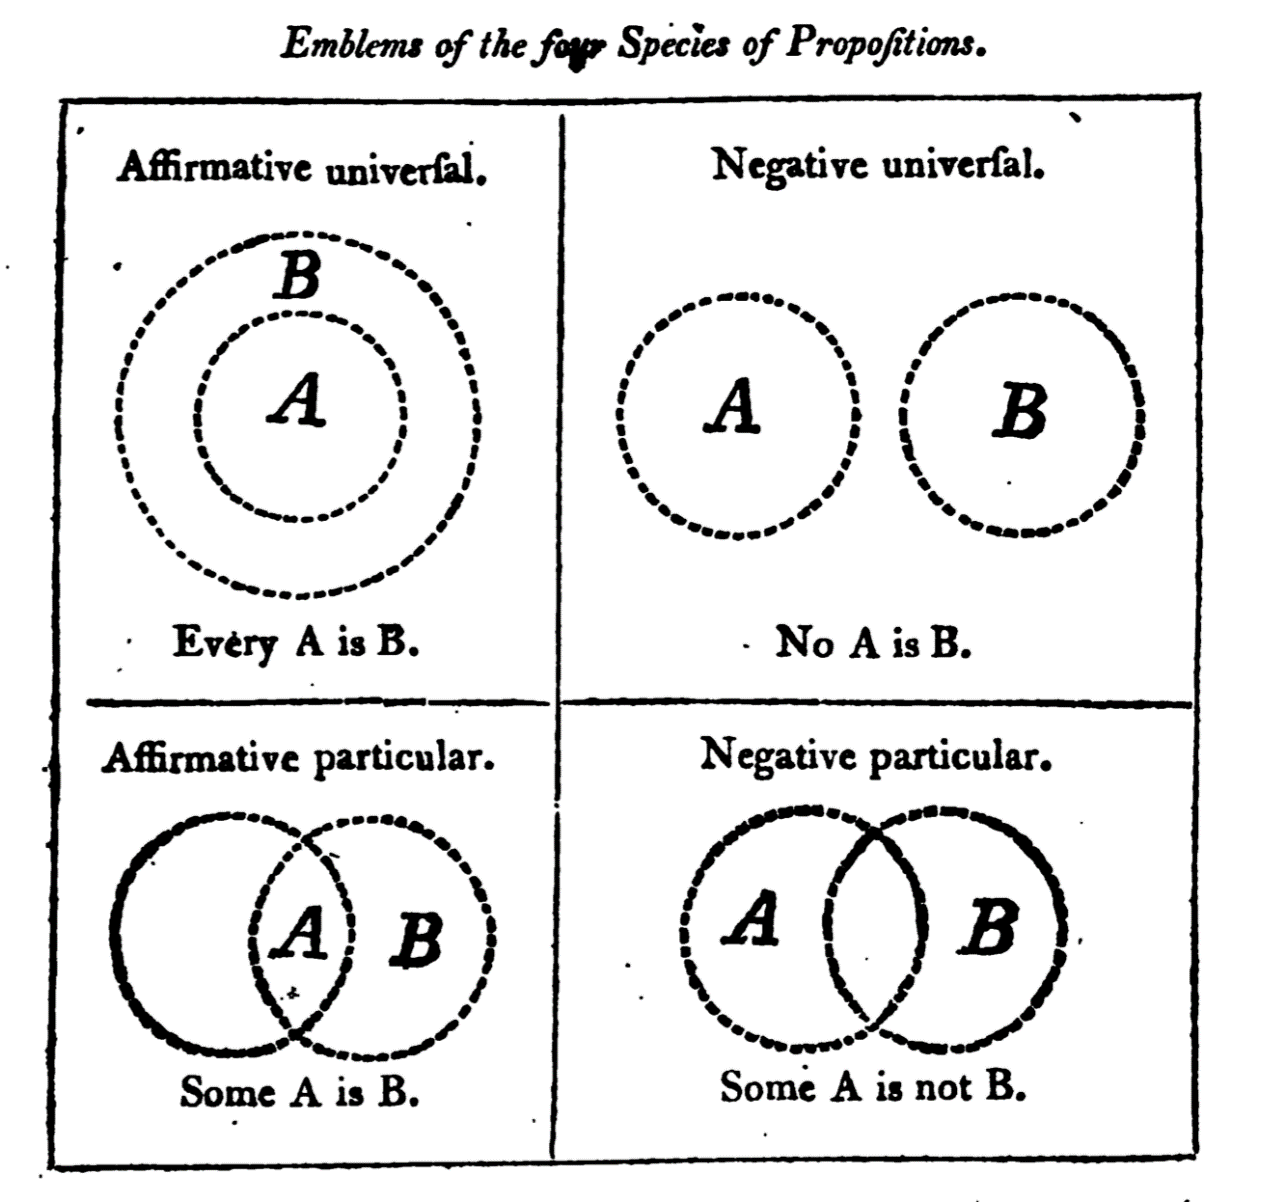 Emblems of the four Species of Propoſitions.
Affirmative univerſal.
B
A
Every A is B.
Negative univerſal.
A
B
No A is B.
Affirmative particular.
A
B
Some A is B.
Negative particular.
A
B
Some A is not B.